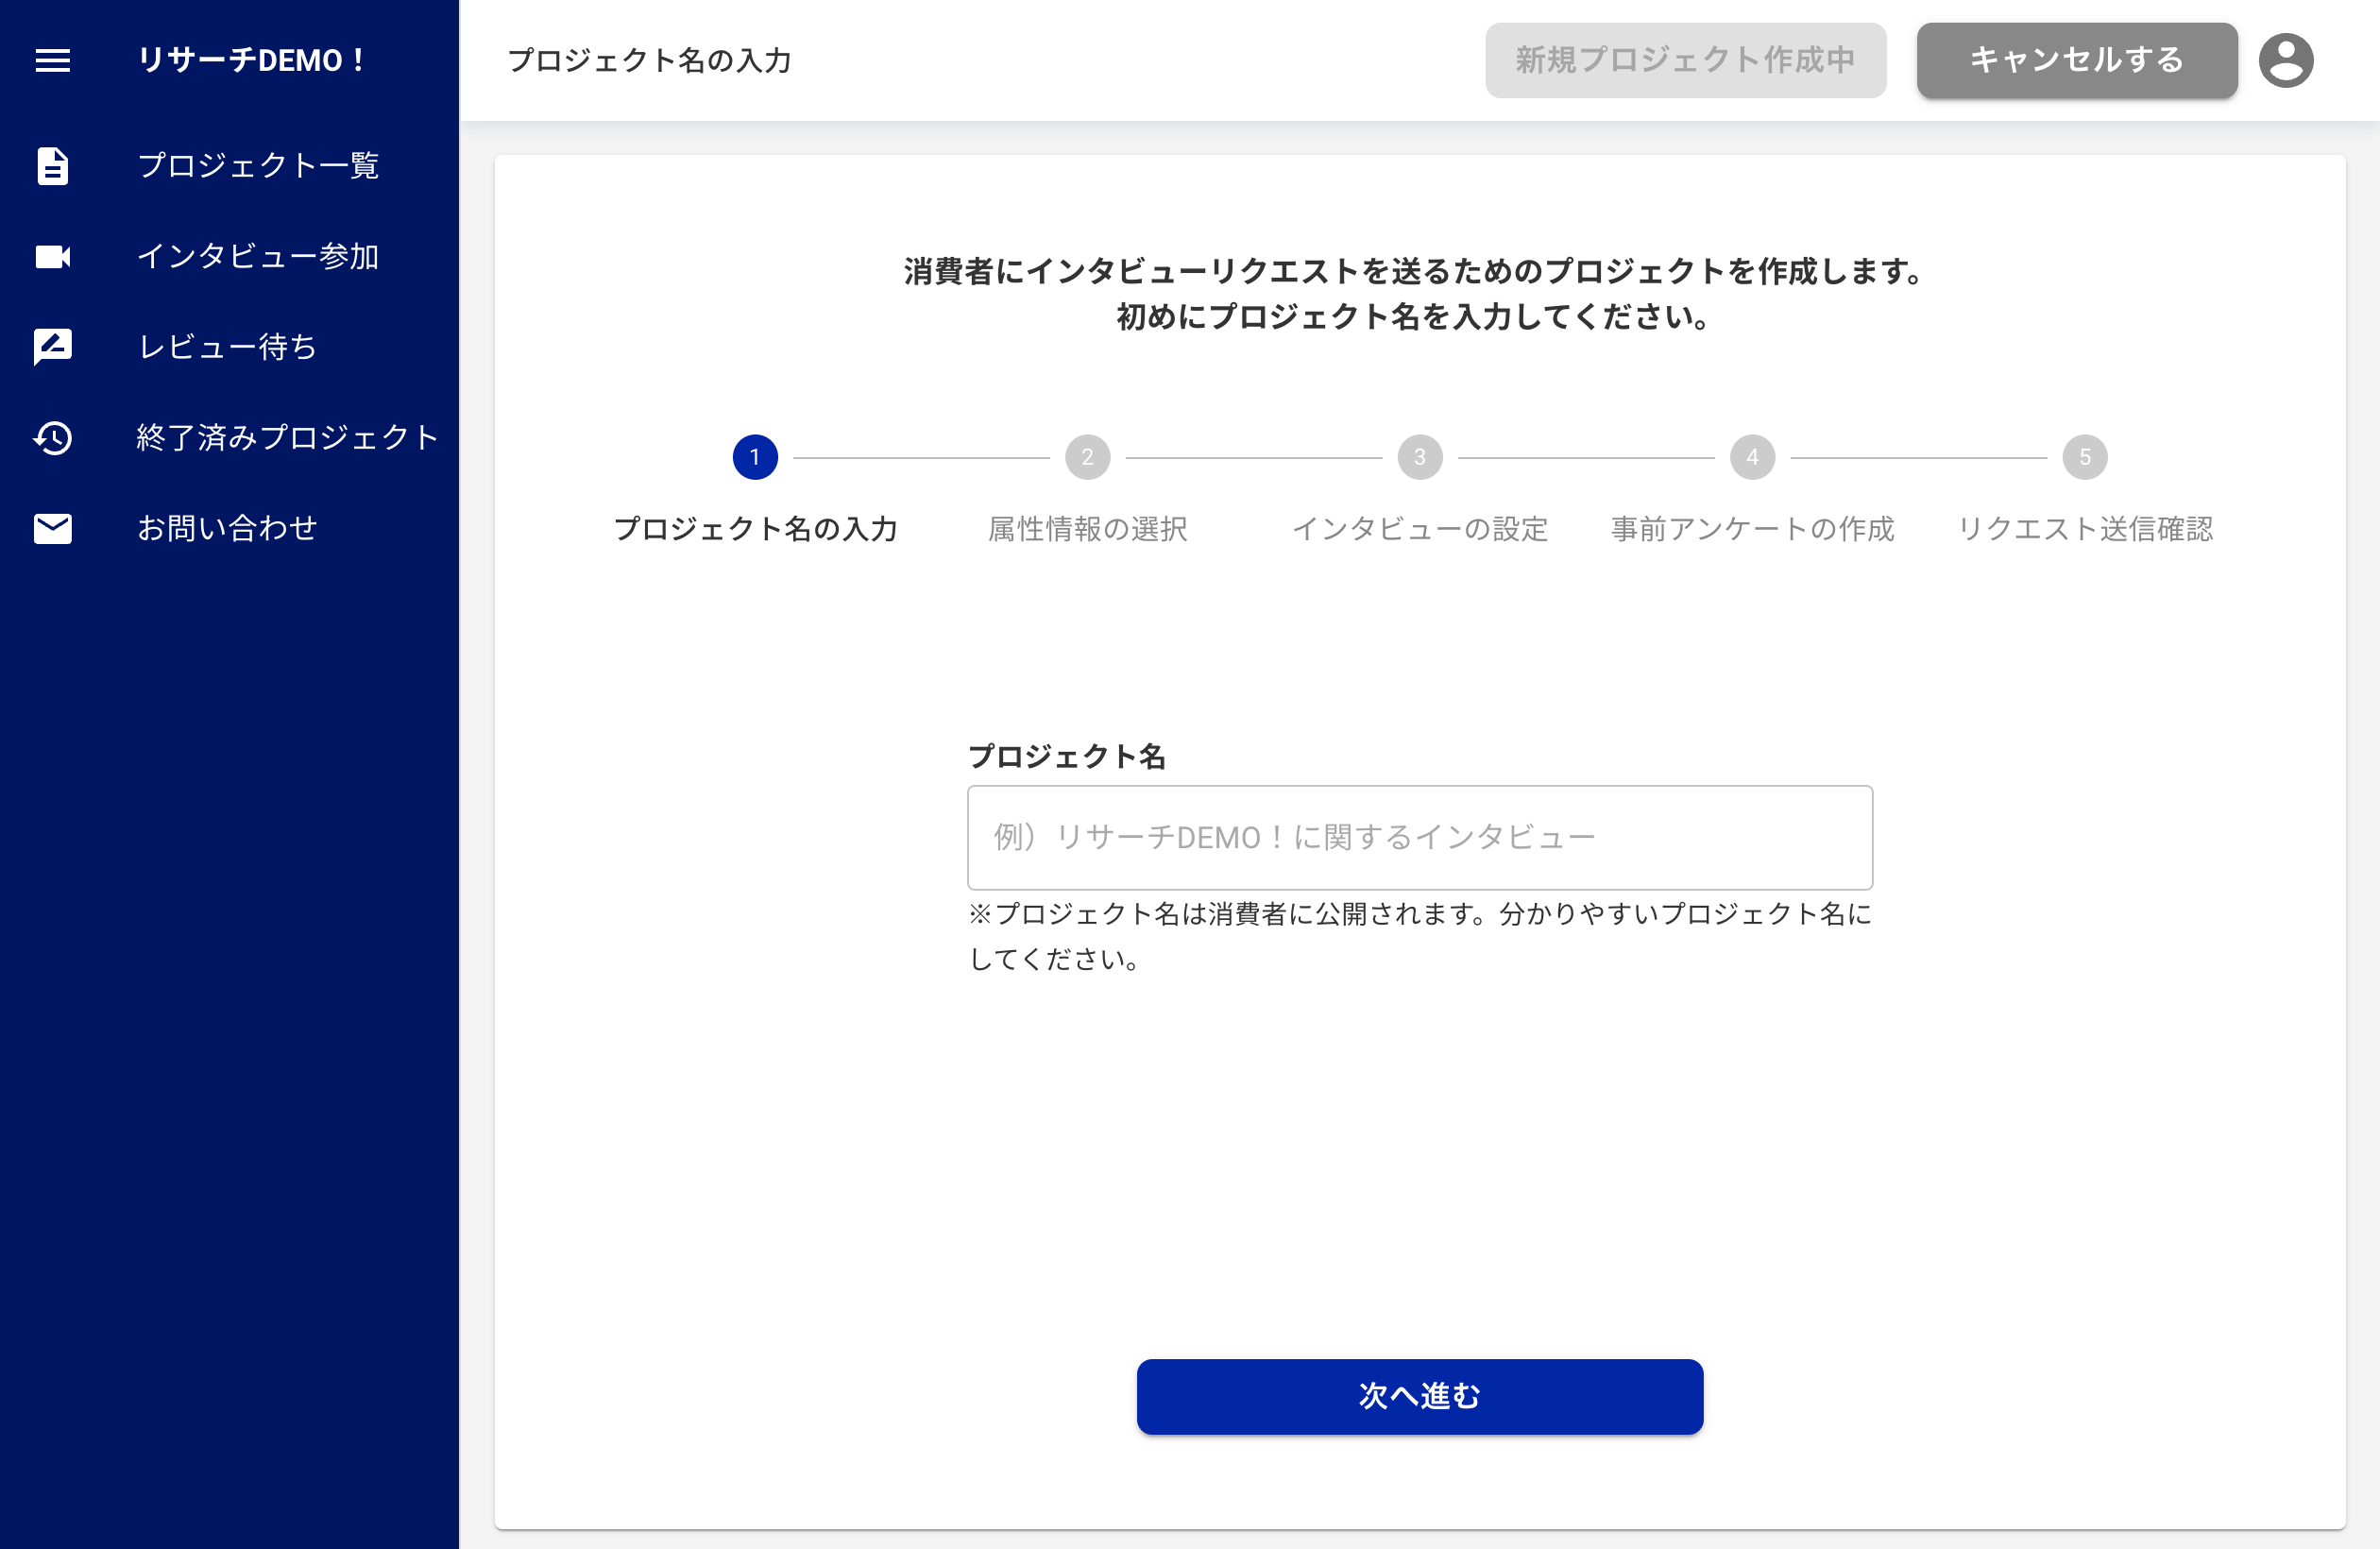 リサーチDEMO！
プロジェクト一覧
インタビュー参加
レビュー待ち
終了済みプロジェクト
お問い合わせ
プロジェクト名の入力
新規プロジェクト作成中
キャンセルする
消費者にインタビューリクエストを送るためのプロジェクトを作成します。
初めにプロジェクト名を入力してください。
1
プロジェクト名の入力
2
属性情報の選択
3
インタビューの設定
4
事前アンケートの作成
5
リクエスト送信確認
プロジェクト名
例）リサーチDEMO！に関するインタビュー
※プロジェクト名は消費者に公開されます。分かりやすいプロジェクト名に
してください。
次へ進む